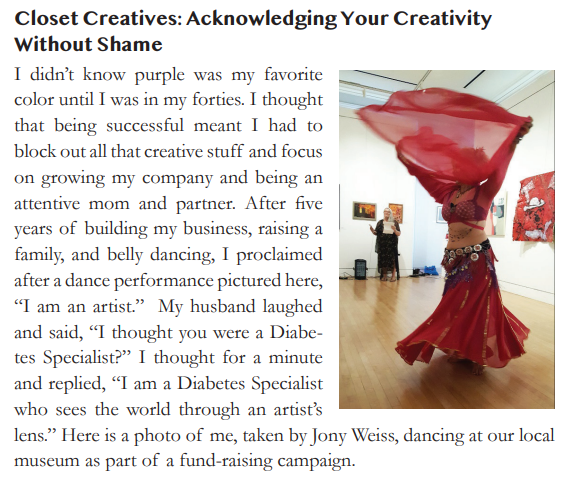 Closet Creatives: Acknowledging Your Creativity
Without Shame
I didn’t know purple was my favorite
color until I was in my forties. I thought
that being successful meant I had to
block out all that creative stuff and focus
on growing my company and being an
attentive mom and partner. After five
years of building my business, raising a
family, and belly dancing, I proclaimed
after a dance performance pictured here,
“I am an artist.” My husband laughed
and said, “I thought you were a Diabe-
tes Specialist?” I thought for a minute
and replied, “I am a Diabetes Specialist
who sees the world through an artist’s
lens.” Here is a photo of me, taken by Jony Weiss, dancing at our local
museum as part of a fund-raising campaign.